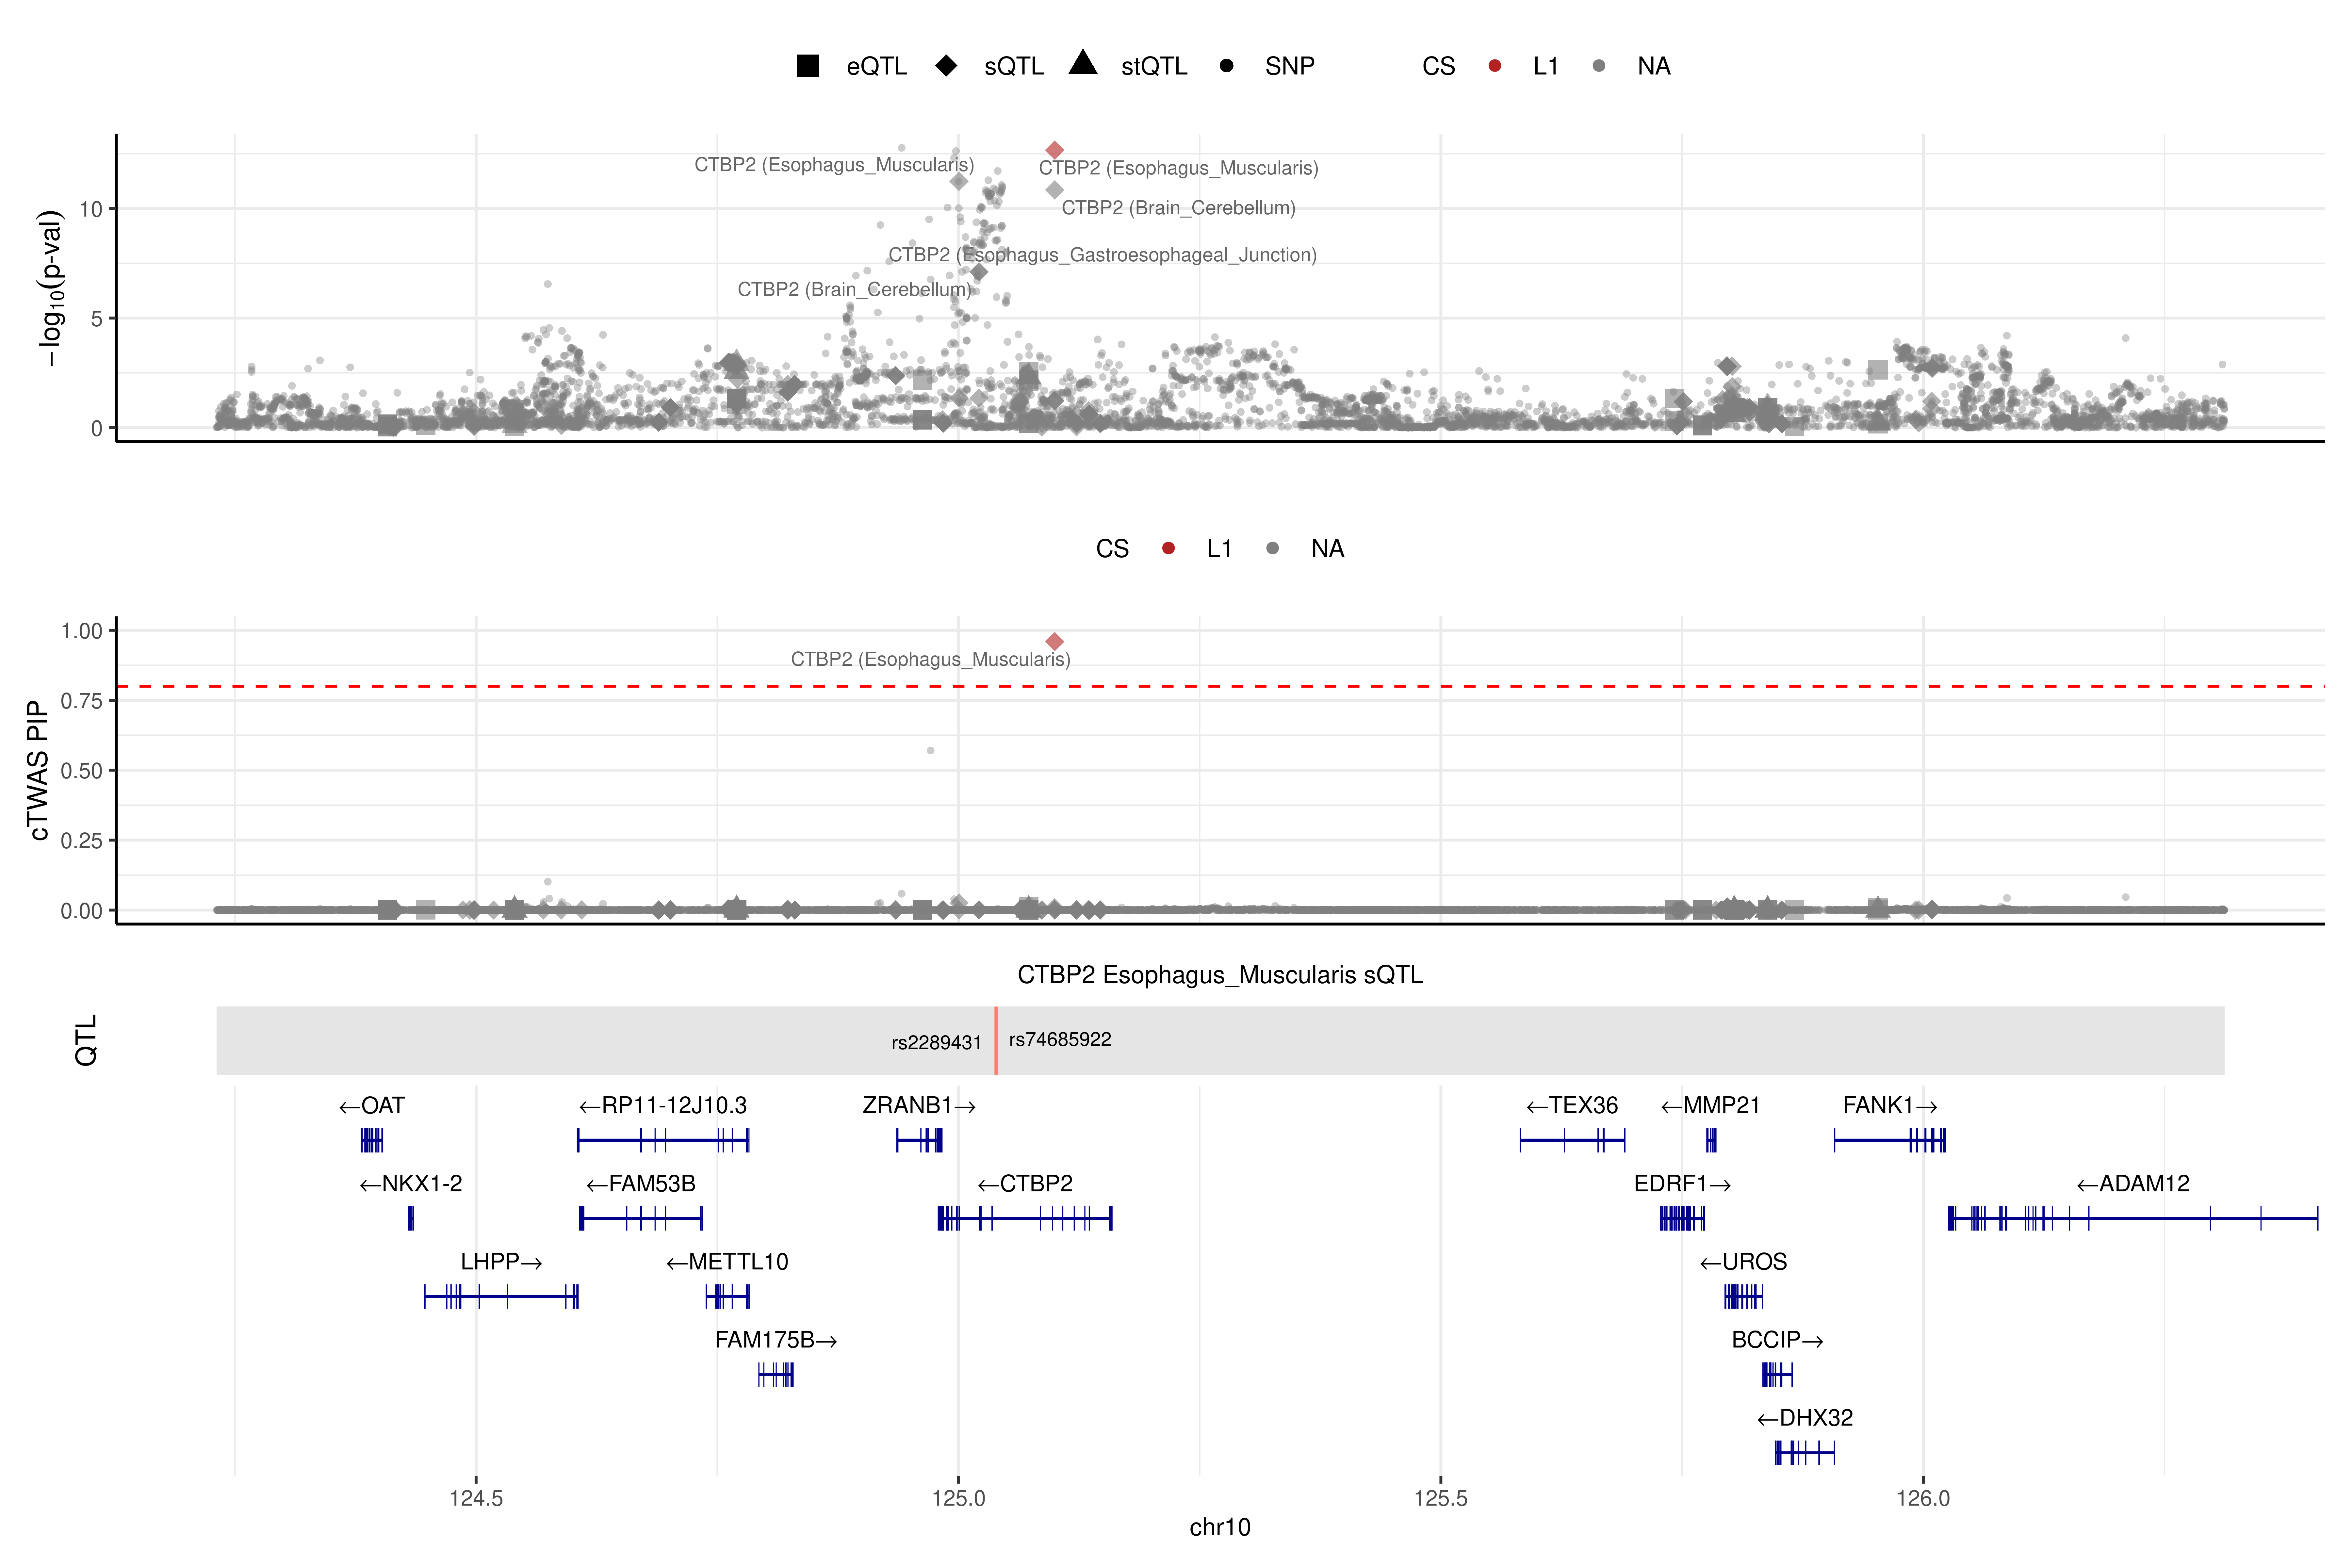 eQTL sQTL stQTL SNP CS L1 NA
−log10(p-val)
10
5
0
CTBP2 (Esophagus_Muscularis)
CTBP2 (Esophagus_Muscularis)
CTBP2 (Brain_Cerebellum)
CTBP2 (Esophagus_Gastroesophageal_Junction)
CTBP2 (Brain_Cerebellum)
CS L1 NA
cTWAS PIP
1.00
0.75
0.50
0.25
0.00
CTBP2 (Esophagus_Muscularis)
CTBP2 Esophagus_Muscularis sQTL
QTL
rs2289431 rs74685922
←OAT ←RP11-12J10.3 ZRANB1→ ←TEX36 ←MMP21 FANK1→
←NKX1-2 ←FAM53B ←CTBP2 EDRF1→ ←ADAM12
LHPP→ ←METTL10 ←UROS
FAM175B→ BCCIP→
←DHX32
124.5 125.0 125.5 126.0
chr10